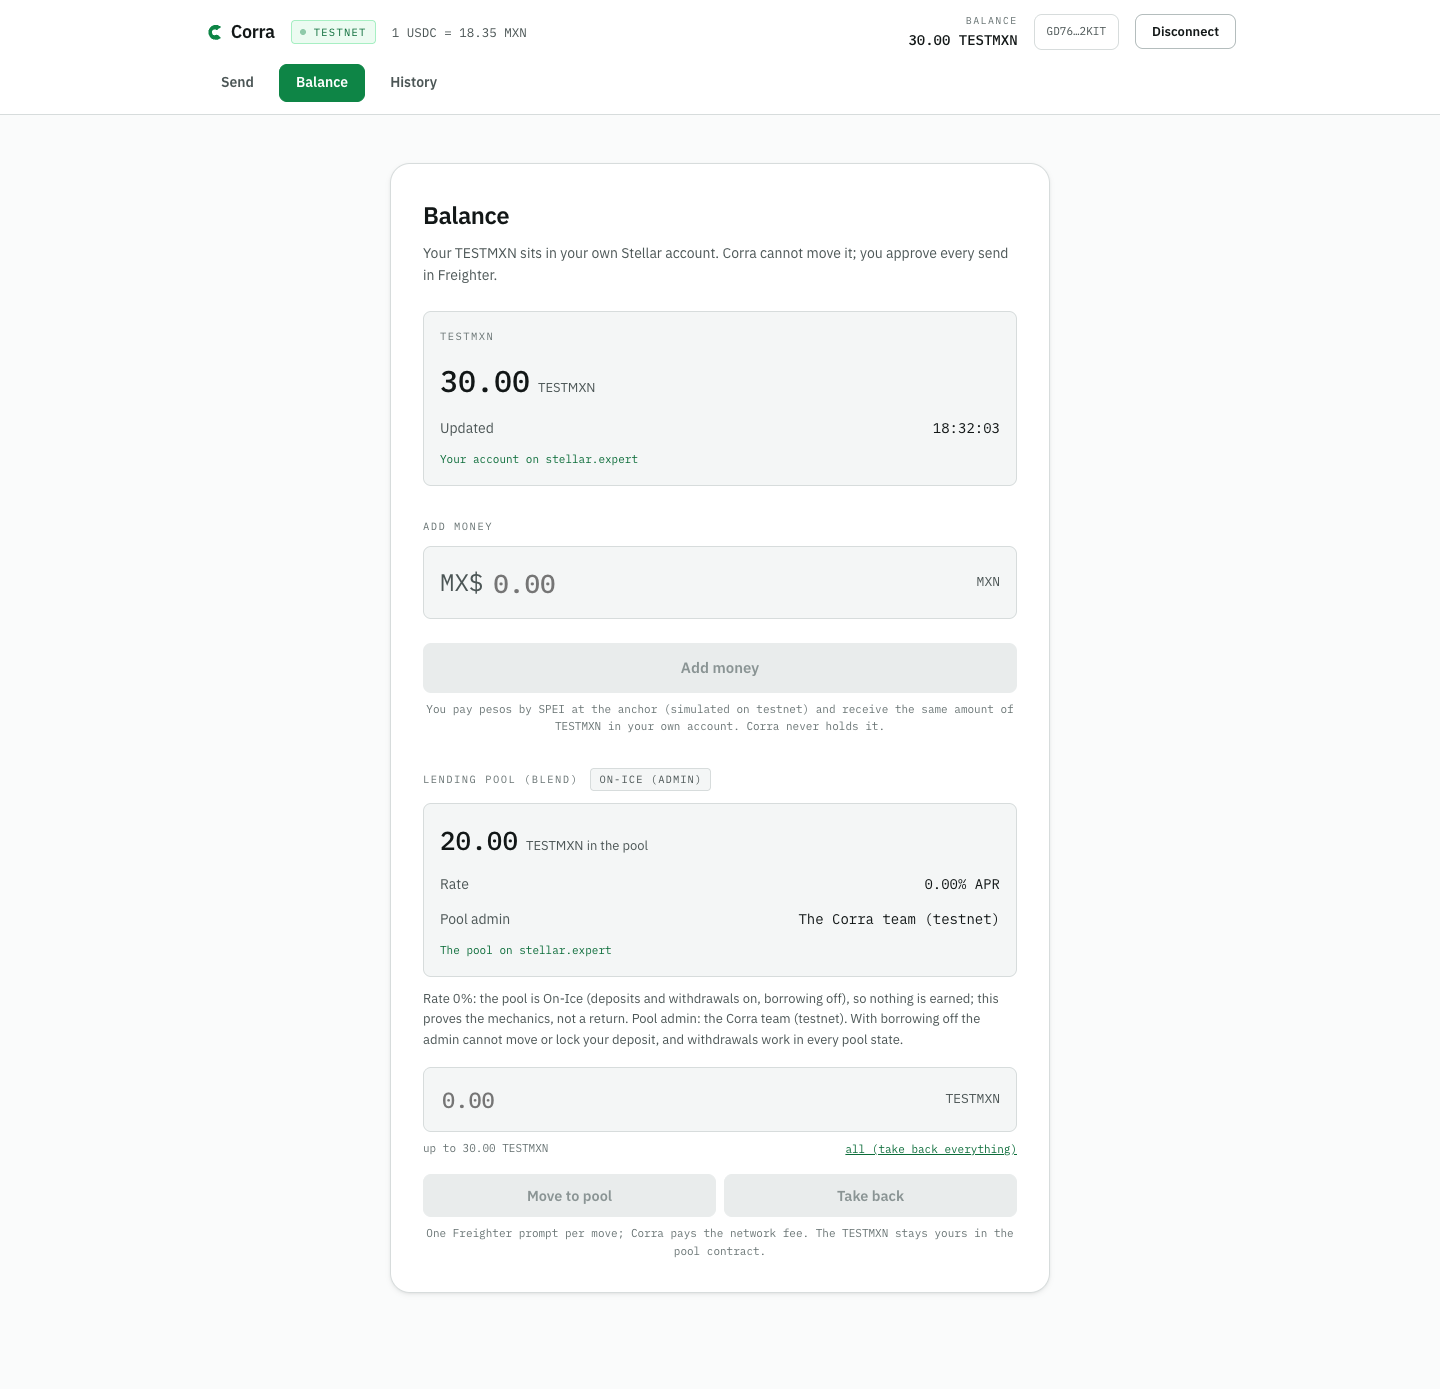 Corra
TESTNET
1 USDC = 18.35 MXN
BALANCE
30.00 TESTMXN
GD76…2KIT
Disconnect
Send
Balance
History
Balance
Your TESTMXN sits in your own Stellar account. Corra cannot move it; you approve every send
in Freighter.
TESTMXN
30.00 TESTMXN
Updated 18:32:03
Your account on stellar.expert
ADD MONEY
MX$ 0.00 MXN
Add money
You pay pesos by SPEI at the anchor (simulated on testnet) and receive the same amount of
TESTMXN in your own account. Corra never holds it.
LENDING POOL (BLEND) ON-ICE (ADMIN)
20.00 TESTMXN in the pool
Rate 0.00% APR
Pool admin The Corra team (testnet)
The pool on stellar.expert
Rate 0%: the pool is On-Ice (deposits and withdrawals on, borrowing off), so nothing is earned; this
proves the mechanics, not a return. Pool admin: the Corra team (testnet). With borrowing off the
admin cannot move or lock your deposit, and withdrawals work in every pool state.
0.00 TESTMXN
up to 30.00 TESTMXN all (take back everything)
Move to pool Take back
One Freighter prompt per move; Corra pays the network fee. The TESTMXN stays yours in the
pool contract.